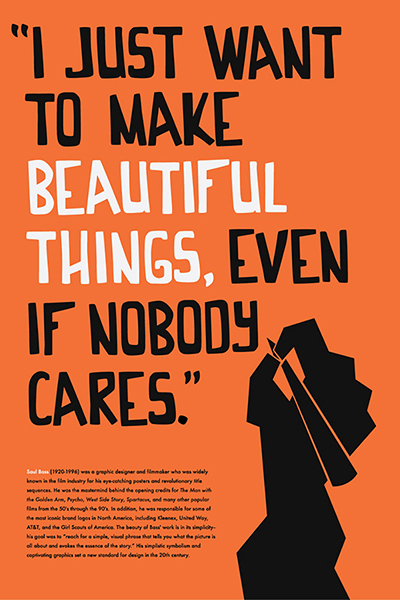 “I JUST WANT
TO MAKE
BEAUTIFUL
THINGS, EVEN
IF NOBODY
CARES.”
Saul Bass (1920-1996) was a graphic designer and filmmaker who was widely
known in the film industry for his eye-catching posters and revolutionary title
sequences. He was the mastermind behind the opening credits for The Man with
the Golden Arm, Psycho, West Side Story, Spartacus, and many other popular
films from the 50's through the 90's. In addition, he was responsible for some of
the most iconic brand logos in North America, including Kleenex, United Way,
AT&T, and the Girl Scouts of America. The beauty of Bass' work is in its simplicity–
his goal was to “reach for a simple, visual phrase that tells you what the picture is
all about and evokes the essence of the story.” His simplistic symbolism and
captivating graphics set a new standard for design in the 20th century.